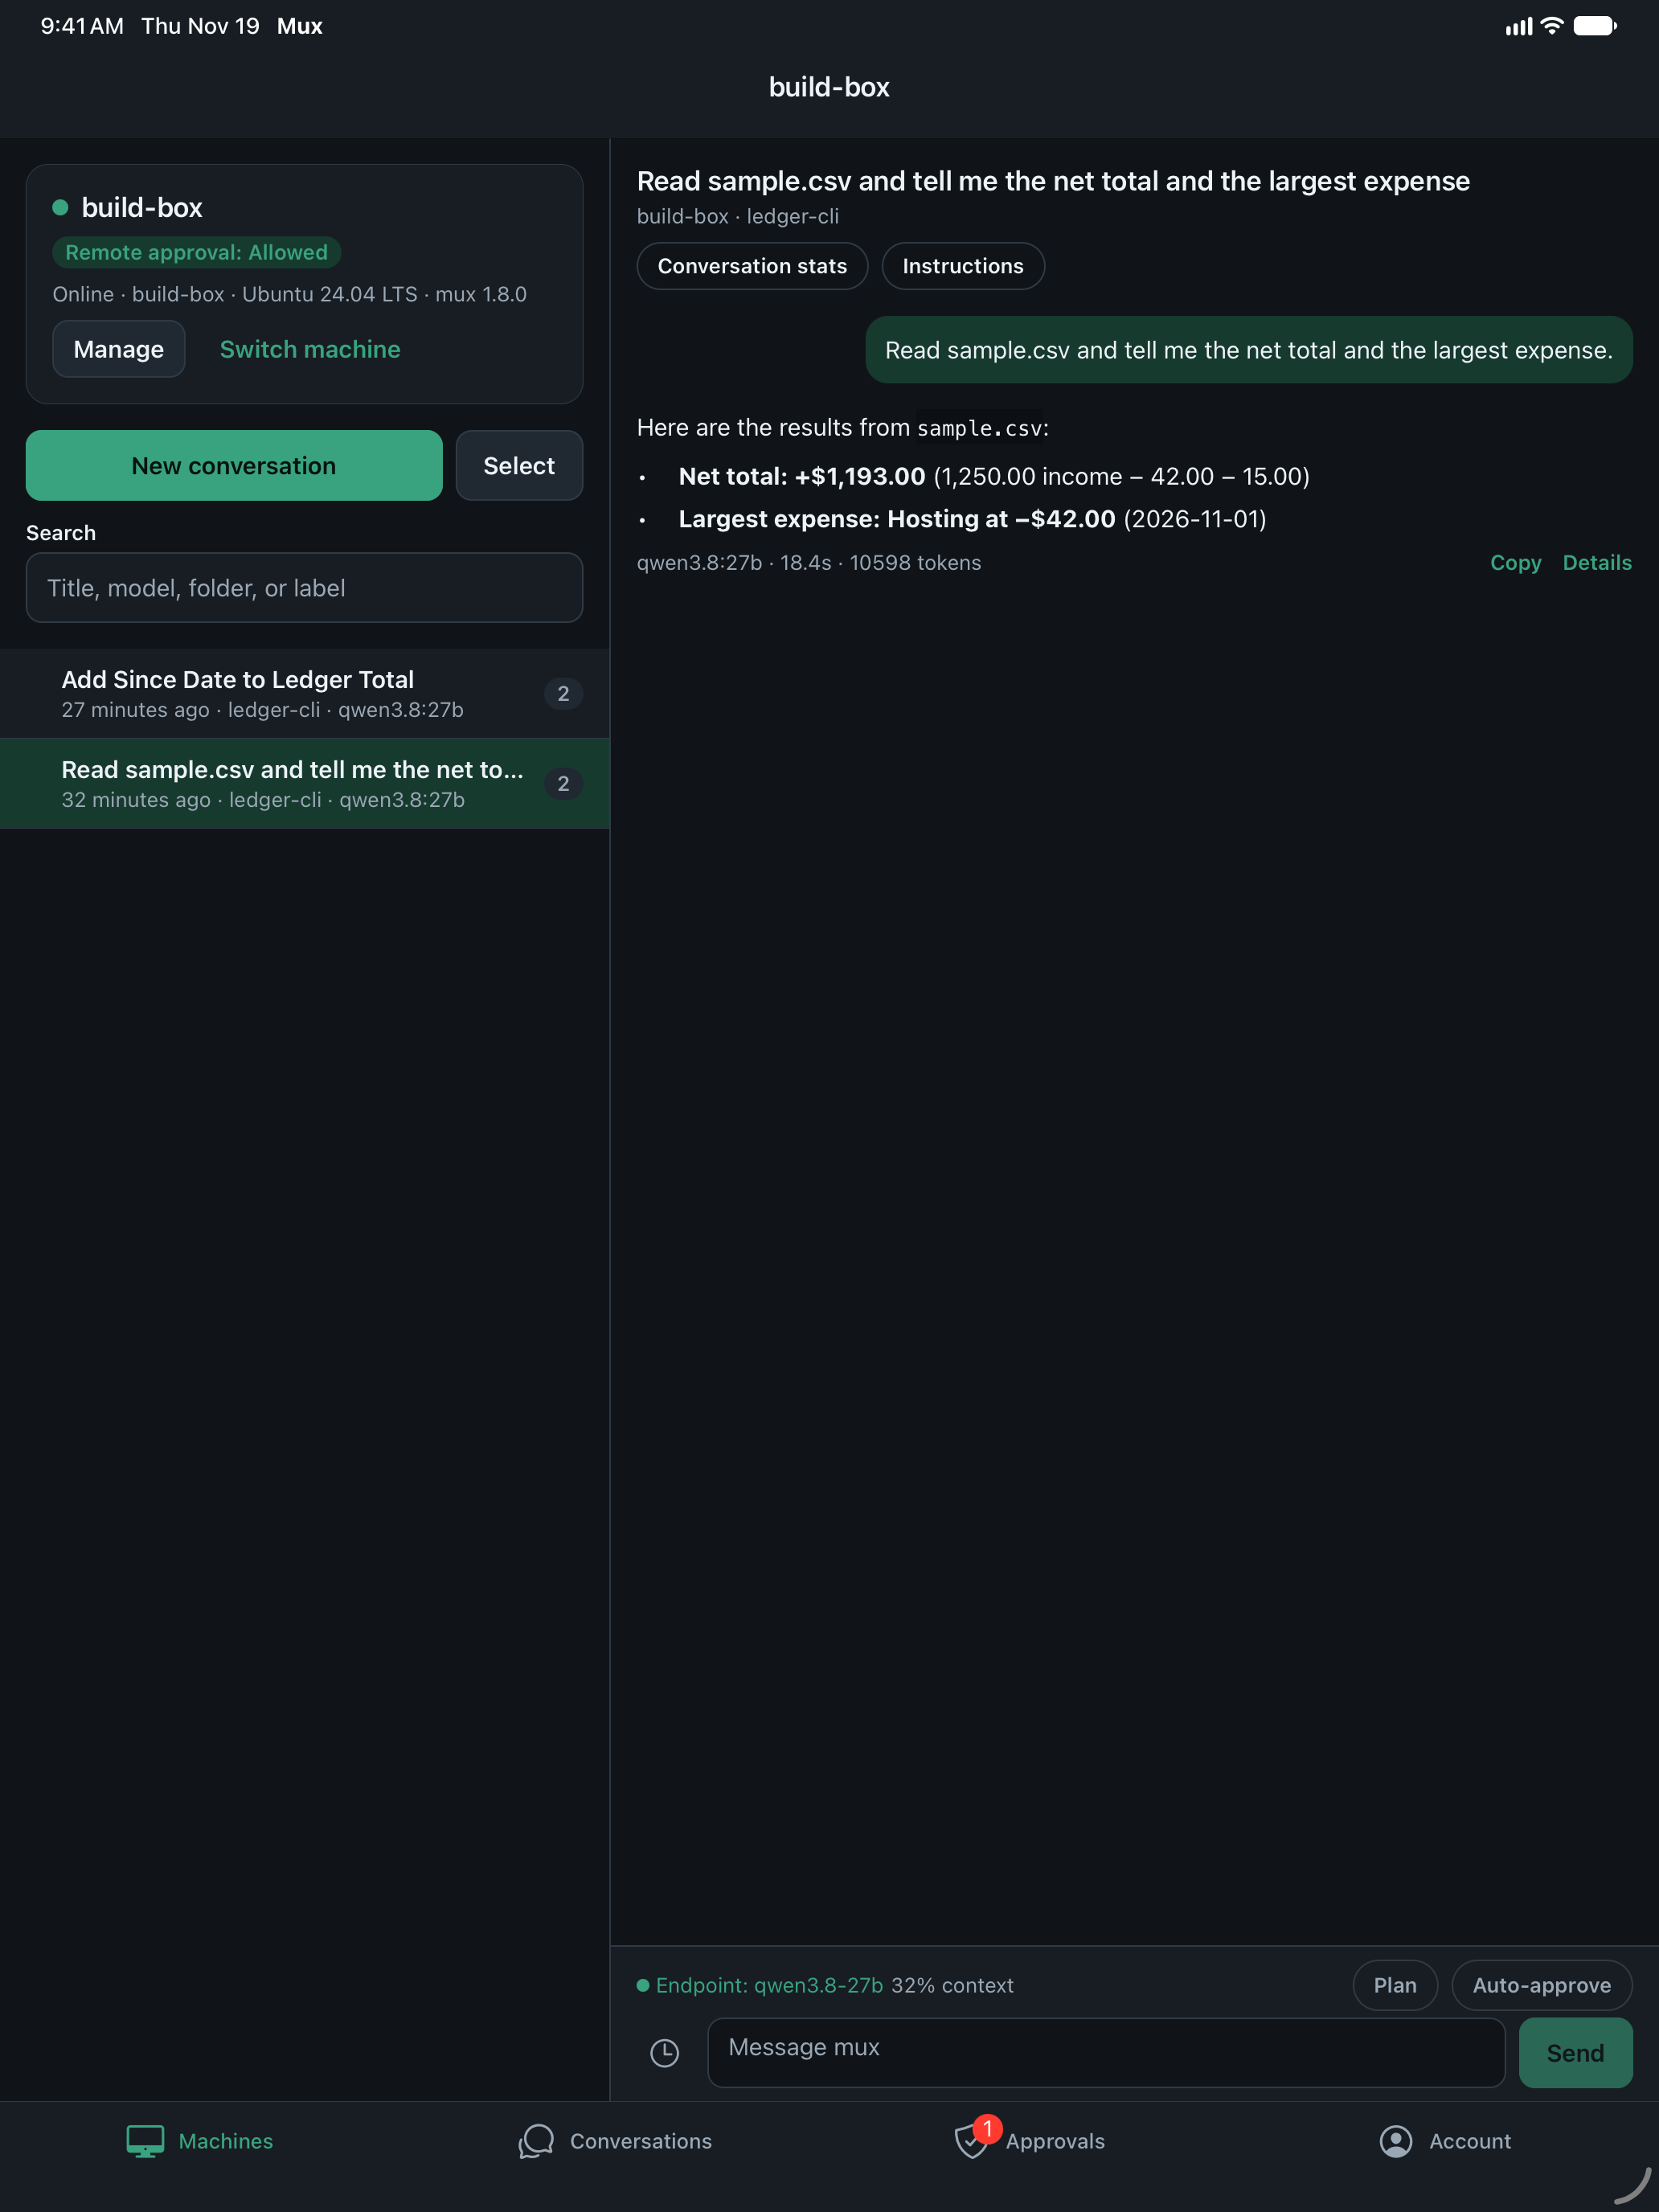 9:41 AM Thu Nov 19 Mux
build-box
build-box
Remote approval: Allowed
Online · build-box · Ubuntu 24.04 LTS · mux 1.8.0
Manage
Switch machine
New conversation
Select
Search
Title, model, folder, or label
Add Since Date to Ledger Total
27 minutes ago · ledger-cli · qwen3.8:27b
2
Read sample.csv and tell me the net to...
32 minutes ago · ledger-cli · qwen3.8:27b
2
Read sample.csv and tell me the net total and the largest expense
build-box · ledger-cli
Conversation stats
Instructions
Read sample.csv and tell me the net total and the largest expense.
Here are the results from sample.csv:
• Net total: +$1,193.00 (1,250.00 income – 42.00 – 15.00)
• Largest expense: Hosting at –$42.00 (2026-11-01)
qwen3.8:27b · 18.4s · 10598 tokens
Copy
Details
Endpoint: qwen3.8-27b 32% context
Plan
Auto-approve
Message mux
Send
Machines
Conversations
1
Approvals
Account